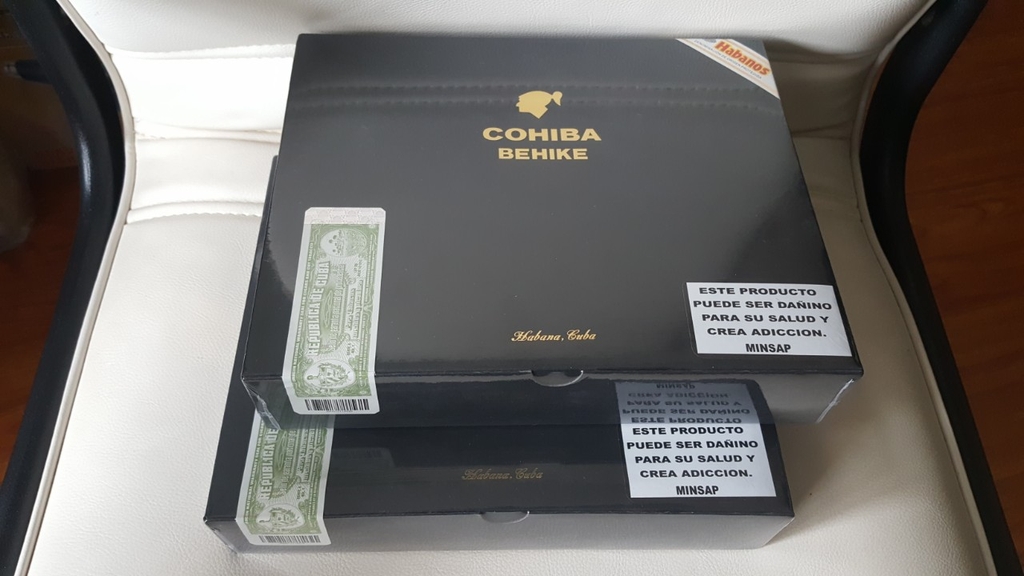 Habanos
COHIBA
BEHIKE
REPUBLICA DE CUBA
Habana, Cuba
ESTE PRODUCTO
PUEDE SER DAÑINO
PARA SU SALUD Y
CREA ADICCION.
MINSAP
REPUBLICA DE
Habana, Cuba
ESTE PRODUCTO
PUEDE SER DAÑINO
PARA SU SALUD Y
CREA ADICCION.
MINSAP